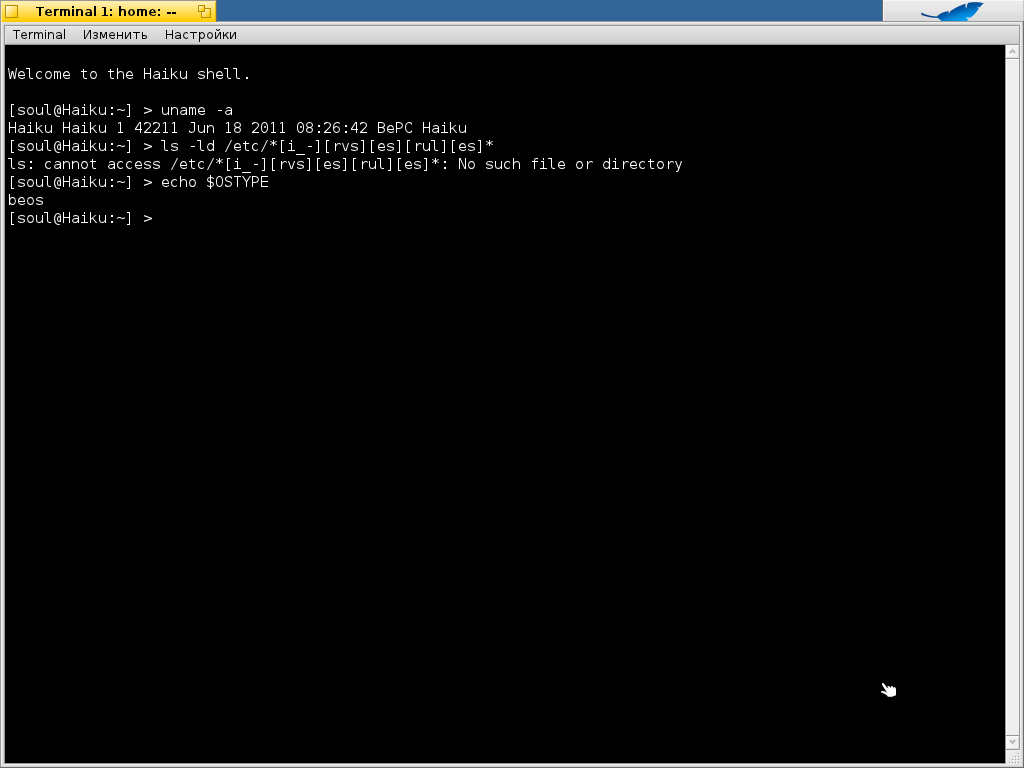 Terminal 1: home: --
Terminal Изменить Настройки
Welcome to the Haiku shell.
[soul@Haiku:~] > uname -a
Haiku Haiku 1 42211 Jun 18 2011 08:26:42 BePC Haiku
[soul@Haiku:~] > ls -ld /etc/*[i_-][rvs][es][rul][es]*
ls: cannot access /etc/*[i_-][rvs][es][rul][es]*: No such file or directory
[soul@Haiku:~] > echo $OSTYPE
beos
[soul@Haiku:~] >